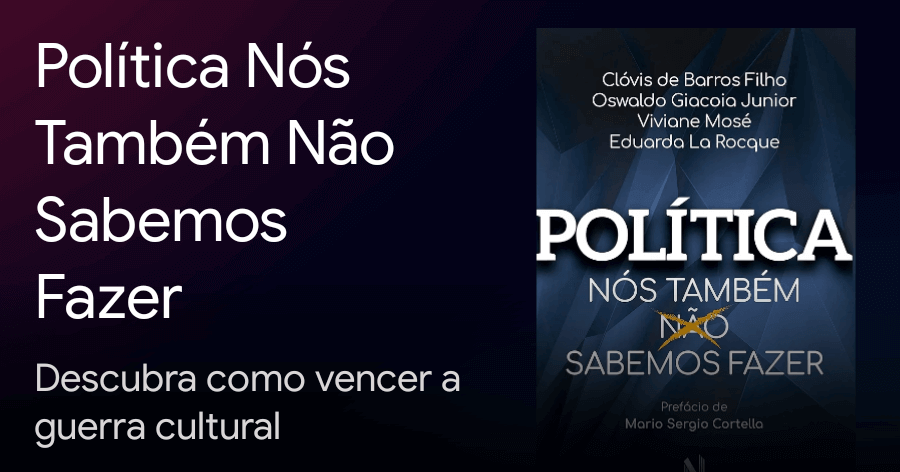 Política Nós
Também Não
Sabemos
Fazer
Descubra como vencer a
guerra cultural
Clóvis de Barros Filho
Oswaldo Giacoia Junior
Viviane Mosé
Eduarda La Rocque
POLÍTICA
NÓS TAMBÉM
NÃO
SABEMOS FAZER
Prefácio de
Mario Sergio Cortella